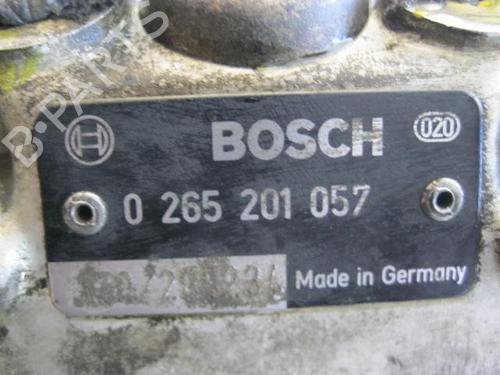 BOSCH
020
0 265 201 057
Made in Germany
B-PARTS